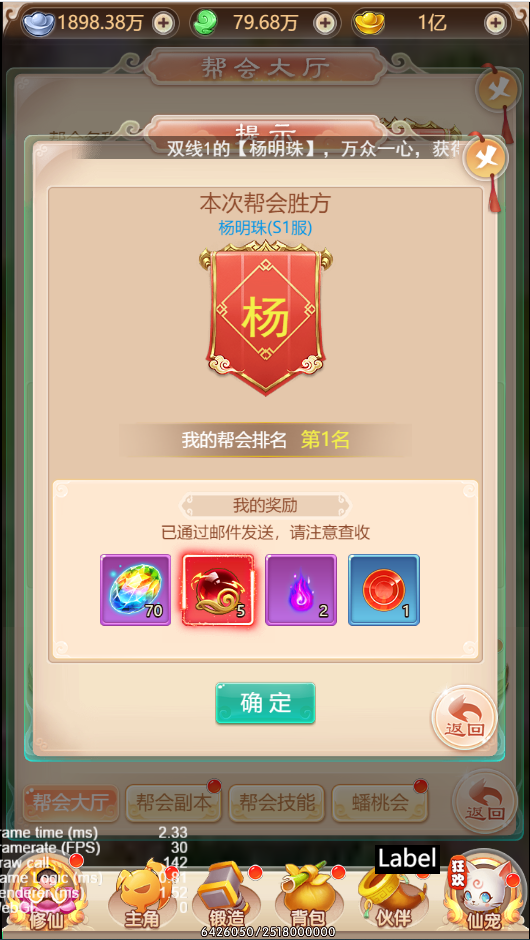 1898.38万 79.68万 1亿
帮会大厅
提示
双线1的【杨明珠】，万众一心，获得
本次帮会胜方
杨明珠(S1服)
杨
我的帮会排名 第1名
我的奖励
已通过邮件发送，请注意查收
70 5 2 1
确定
返回
帮会大厅 帮会副本 帮会技能 蟠桃会
返回
rame time (ms) 2.33
ramerate (FPS) 30
raw call 142
ame Logic (ms) 0.81
enderer (ms) 1.52
0
Label
狂欢
修仙 主角 锻造 背包 伙伴 仙宠
6426050/2518000000